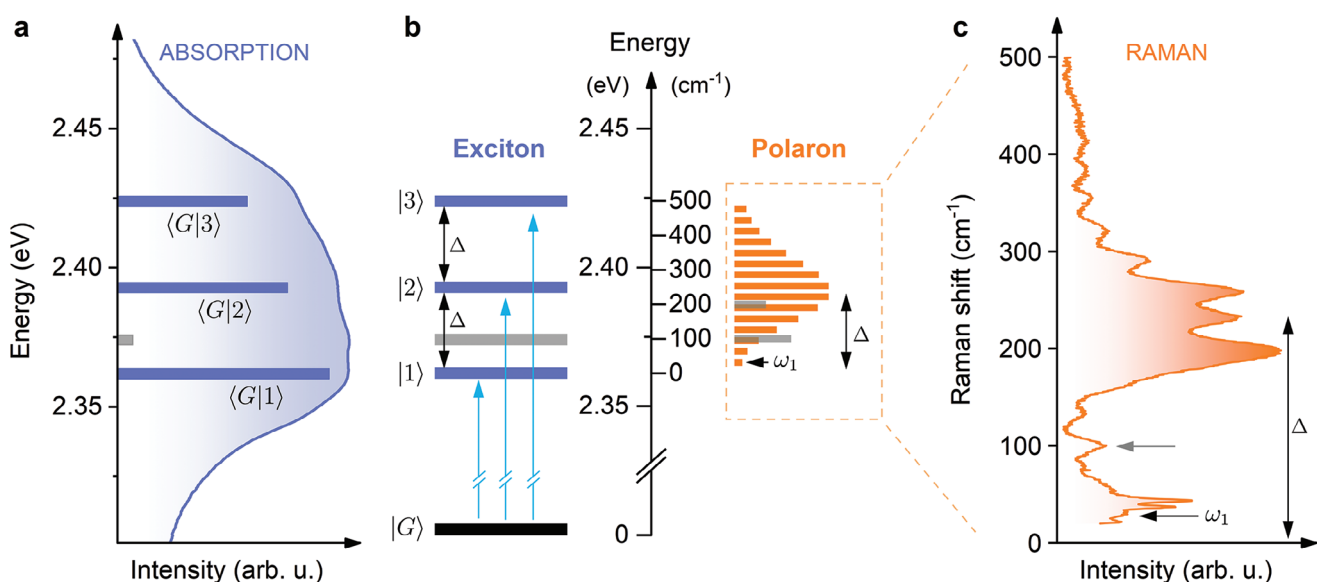 a
ABSORPTION
Energy (eV)
2.45
2.40
2.35
⟨G|3⟩
⟨G|2⟩
⟨G|1⟩
Intensity (arb. u.)
b
Energy
(eV) (cm⁻¹)
Exciton
|3⟩
|2⟩
|1⟩
|G⟩
Δ
Δ
2.45
2.40
2.35
0
500
400
300
200
100
0
Polaron
Δ
ω₁
c
RAMAN
Raman shift (cm⁻¹)
500
400
300
200
100
0
Δ
ω₁
Intensity (arb. u.)